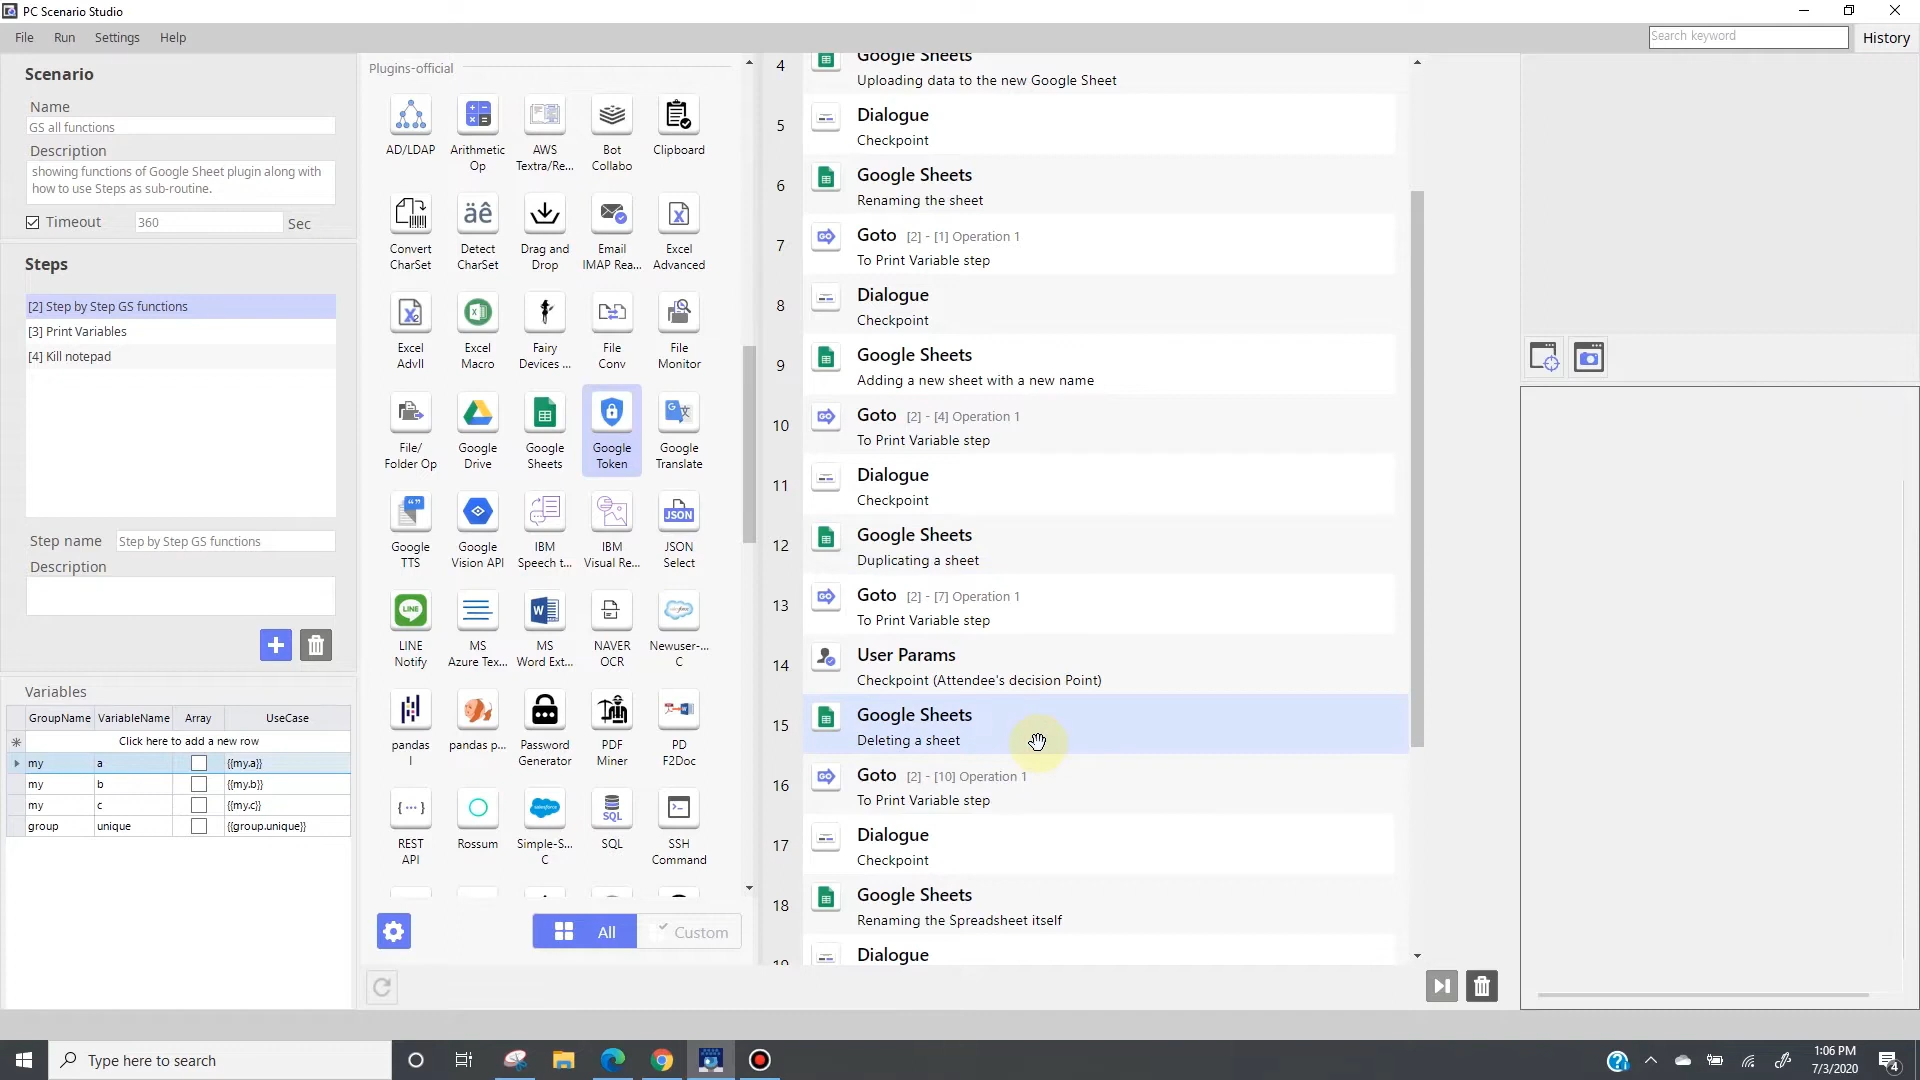 PC Scenario Studio
File Run Settings Help
Search keyword
History
Scenario
Name
GS all functions
Description
showing functions of Google Sheet plugin along with
how to use Steps as sub-routine.
Timeout 360 Sec
Steps
[2] Step by Step GS functions
[3] Print Variables
[4] Kill notepad
Step name Step by Step GS functions
Description
Variables
GroupName VariableName Array UseCase
Click here to add a new row
my a {{my.a}}
my b {{my.b}}
my c {{my.c}}
group unique {{group.unique}}
Plugins-official
AD/LDAP
Arithmetic
Op
AWS
Textra/Re...
Bot
Collabo
Clipboard
Convert
CharSet
Detect
CharSet
Drag and
Drop
Email
IMAP Rea...
Excel
Advanced
Excel
AdvII
Excel
Macro
Fairy
Devices ...
File
Conv
File
Monitor
File/
Folder Op
Google
Drive
Google
Sheets
Google
Token
Google
Translate
Google
TTS
Google
Vision API
IBM
Speech t...
IBM
Visual Re...
JSON
JSON
Select
LINE
LINE
Notify
MS
Azure Tex...
MS
Word Ext...
NAVER
OCR
Newuser-...
C
pandas
I
pandas p...
Password
Generator
PDF
Miner
PD
F2Doc
REST
API
Rossum
Simple-S...
C
SQL
SQL
SSH
Command
All
Custom
4 Google Sheets
Uploading data to the new Google Sheet
5 Dialogue
Checkpoint
6 Google Sheets
Renaming the sheet
7 GO Goto [2] - [1] Operation 1
To Print Variable step
8 Dialogue
Checkpoint
9 Google Sheets
Adding a new sheet with a new name
10 GO Goto [2] - [4] Operation 1
To Print Variable step
11 Dialogue
Checkpoint
12 Google Sheets
Duplicating a sheet
13 GO Goto [2] - [7] Operation 1
To Print Variable step
14 User Params
Checkpoint (Attendee's decision Point)
15 Google Sheets
Deleting a sheet
16 GO Goto [2] - [10] Operation 1
To Print Variable step
17 Dialogue
Checkpoint
18 Google Sheets
Renaming the Spreadsheet itself
19 Dialogue
Type here to search
1:06 PM
7/3/2020
4